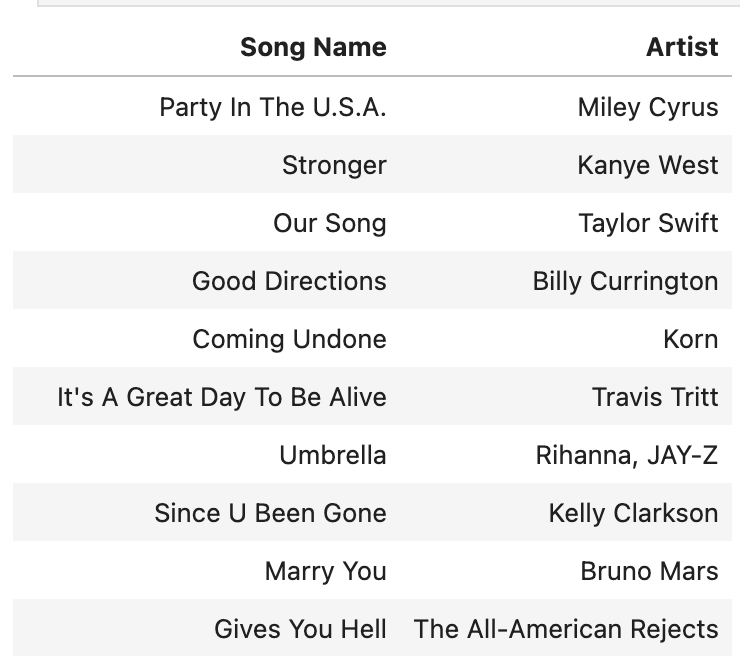 Song Name Artist
Party In The U.S.A. Miley Cyrus
Stronger Kanye West
Our Song Taylor Swift
Good Directions Billy Currington
Coming Undone Korn
It's A Great Day To Be Alive Travis Tritt
Umbrella Rihanna, JAY-Z
Since U Been Gone Kelly Clarkson
Marry You Bruno Mars
Gives You Hell The All-American Rejects